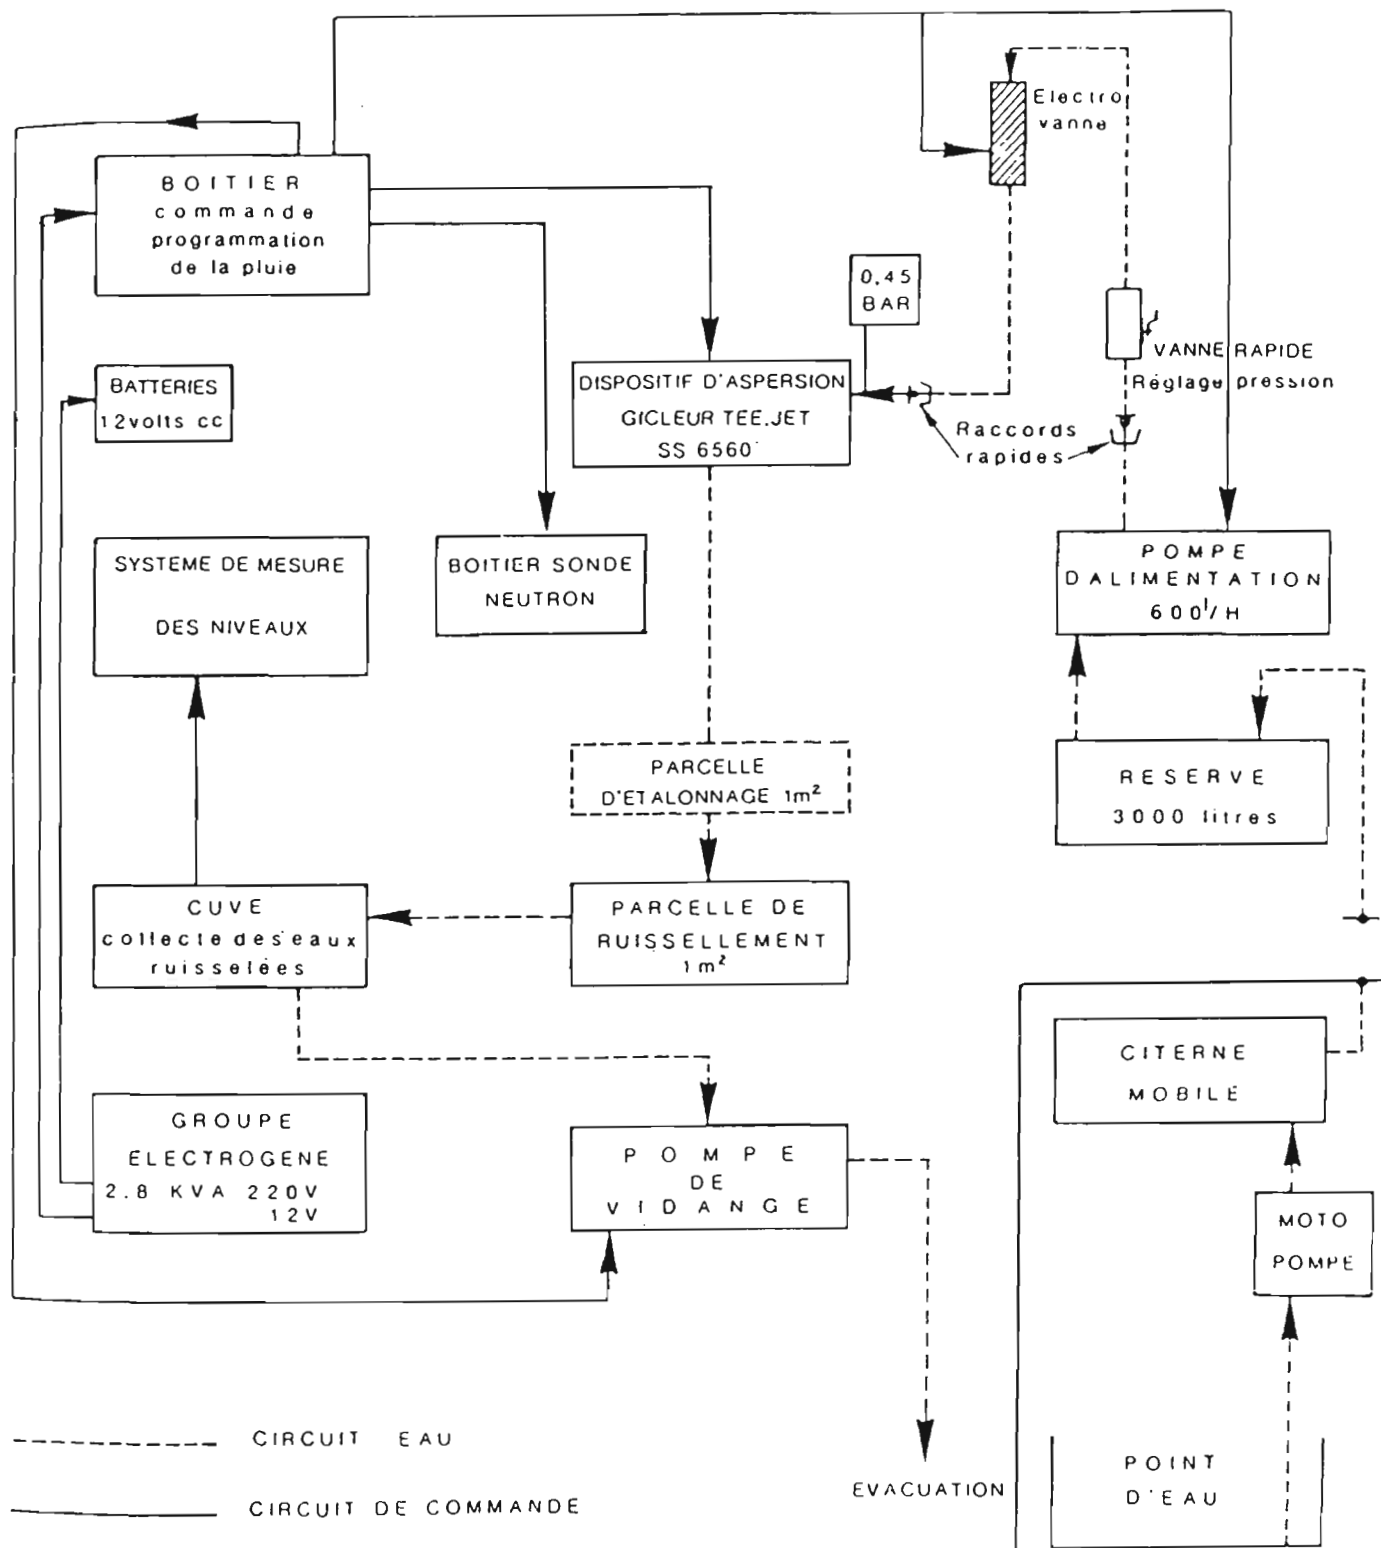 Electro
vanne
BOITIER
commande
programmation
de la pluie
0,45
BAR
VANNE RAPIDE
Réglage pression
BATTERIES
12volts cc
DISPOSITIF D'ASPERSION
GICLEUR TEE.JET
SS 6560
Raccords
rapides
SYSTEME DE MESURE
DES NIVEAUX
BOITIER SONDE
NEUTRON
POMPE
DALIMENTATION
600 l/H
PARCELLE
D'ETALONNAGE 1m²
RESERVE
3000 litres
CUVE
collecte des eaux
ruisselées
PARCELLE DE
RUISSELLEMENT
1m²
CITERNE
MOBILE
GROUPE
ELECTROGENE
2.8 KVA 220V
12V
POMPE
DE
VIDANGE
MOTO
POMPE
CIRCUIT EAU
CIRCUIT DE COMMANDE
EVACUATION
POINT
D'EAU